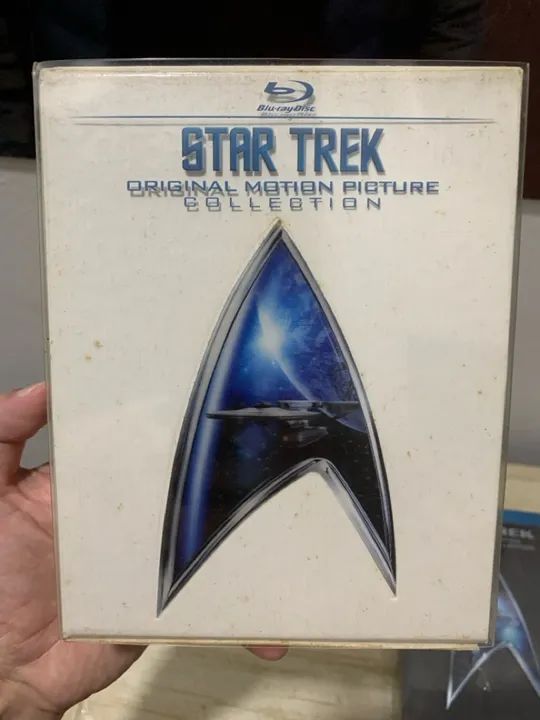 Blu-ray Disc
STAR TREK
ORIGINAL MOTION PICTURE
COLLECTION